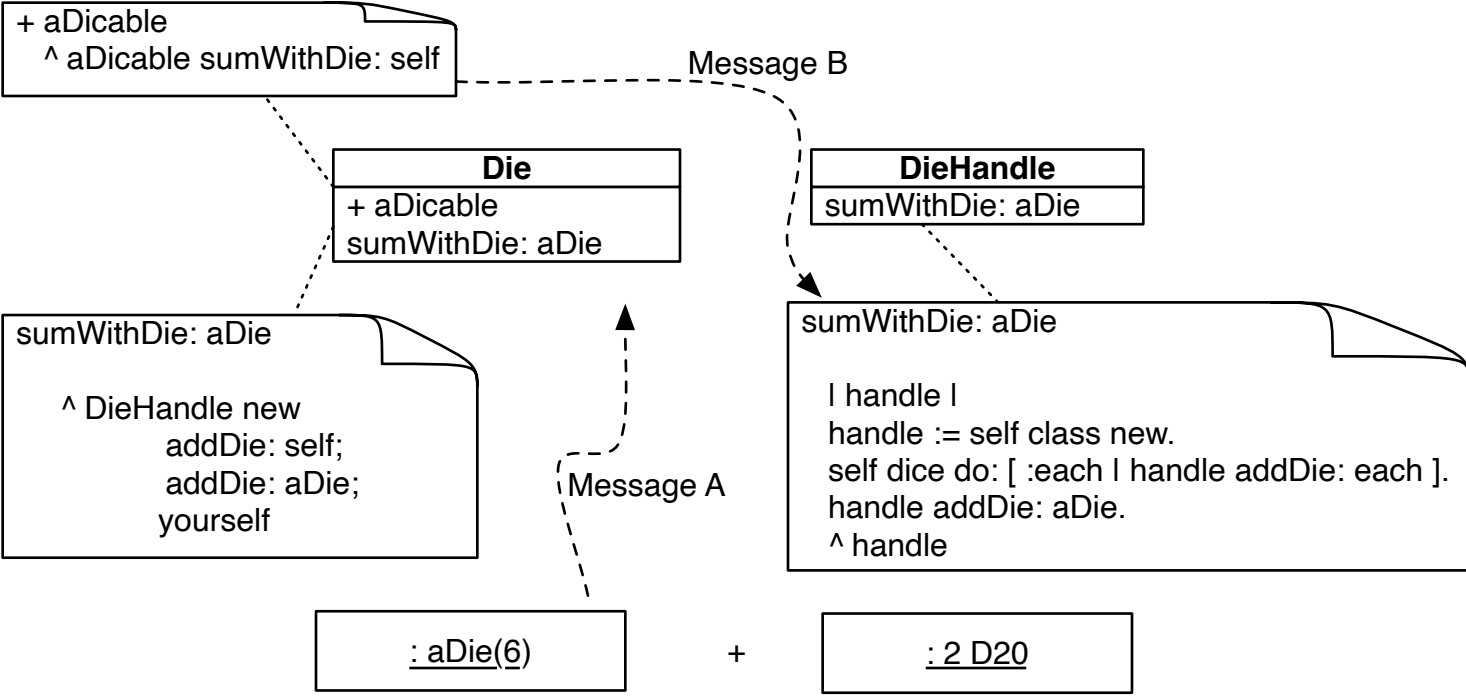 + aDicable
^ aDicable sumWithDie: self
Message B
Die
+ aDicable
sumWithDie: aDie
DieHandle
sumWithDie: aDie
sumWithDie: aDie
^ DieHandle new
addDie: self;
addDie: aDie;
yourself
Message A
sumWithDie: aDie
| handle |
handle := self class new.
self dice do: [ :each | handle addDie: each ].
handle addDie: aDie.
^ handle
: aDie(6)
+
: 2 D20